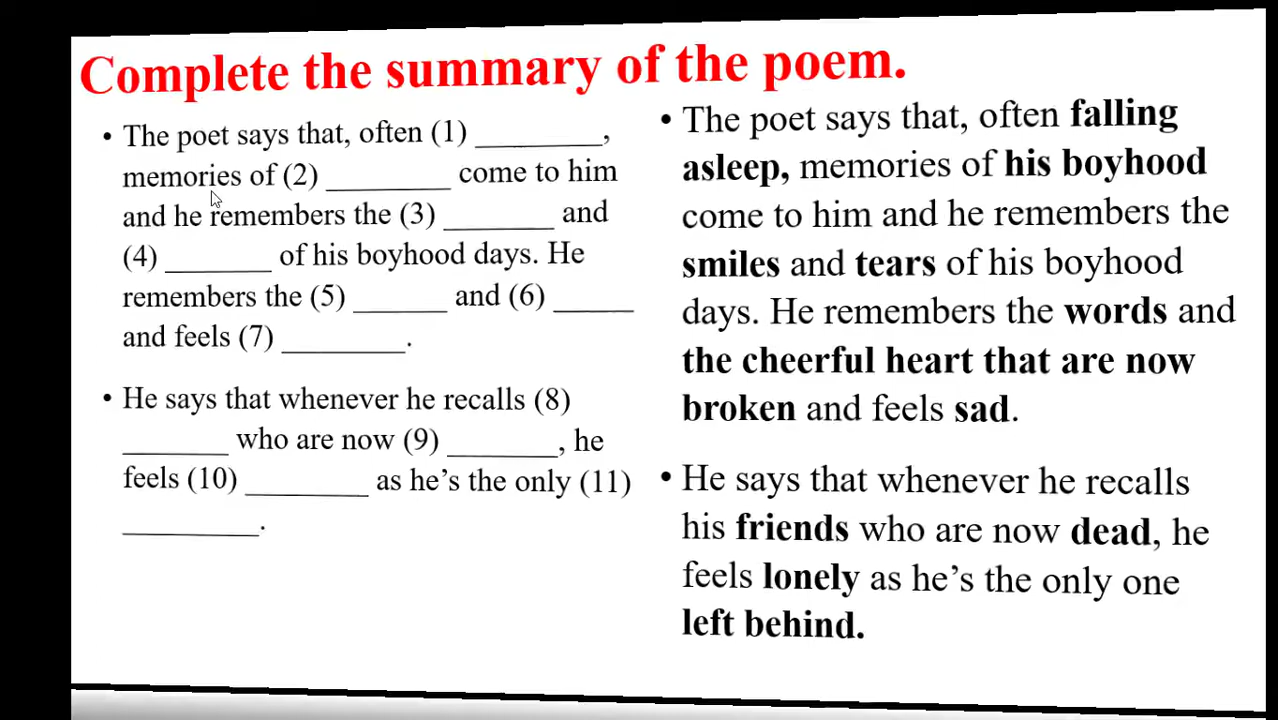 Complete the summary of the poem.
• The poet says that, often (1) __________,
memories of (2) __________ come to him
and he remembers the (3) _________ and
(4) ________ of his boyhood days. He
remembers the (5) _______ and (6) ______
and feels (7) __________.
• He says that whenever he recalls (8)
________ who are now (9) ________, he
feels (10) _________ as he's the only (11)
__________.
• The poet says that, often falling
asleep, memories of his boyhood
come to him and he remembers the
smiles and tears of his boyhood
days. He remembers the words and
the cheerful heart that are now
broken and feels sad.
• He says that whenever he recalls
his friends who are now dead, he
feels lonely as he's the only one
left behind.